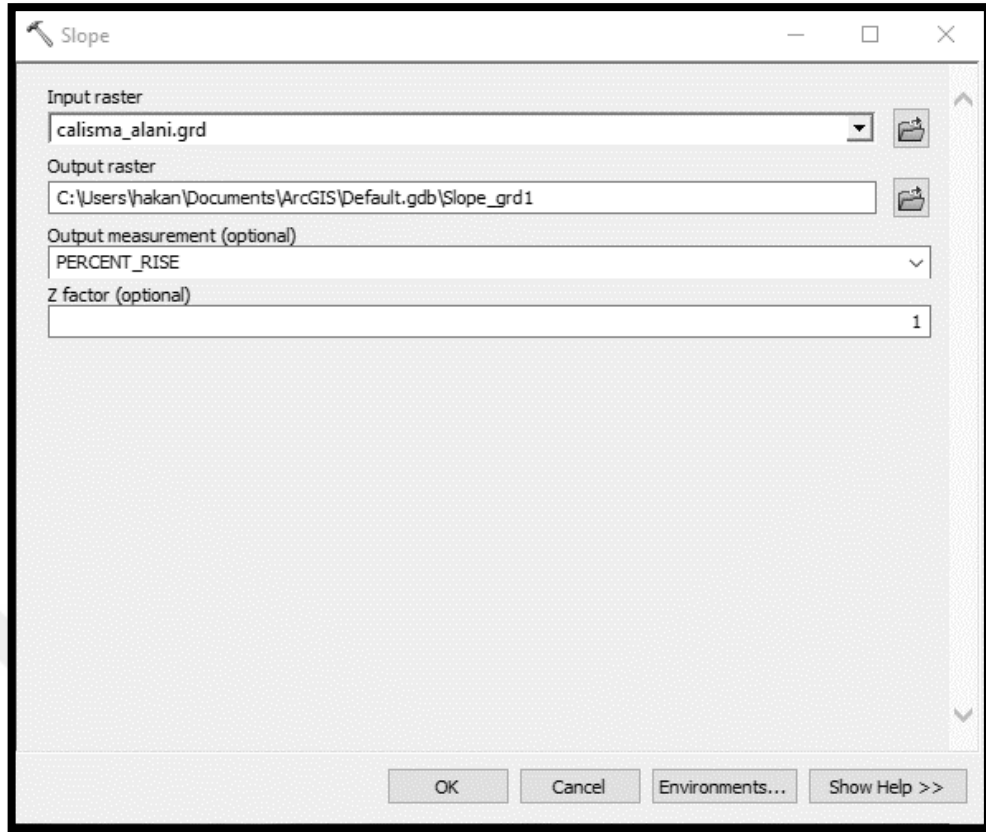 Slope
Input raster
calisma_alani.grd
Output raster
C:\Users\hakan\Documents\ArcGIS\Default.gdb\Slope_grd1
Output measurement (optional)
PERCENT_RISE
Z factor (optional)
1
OK Cancel Environments... Show Help >>